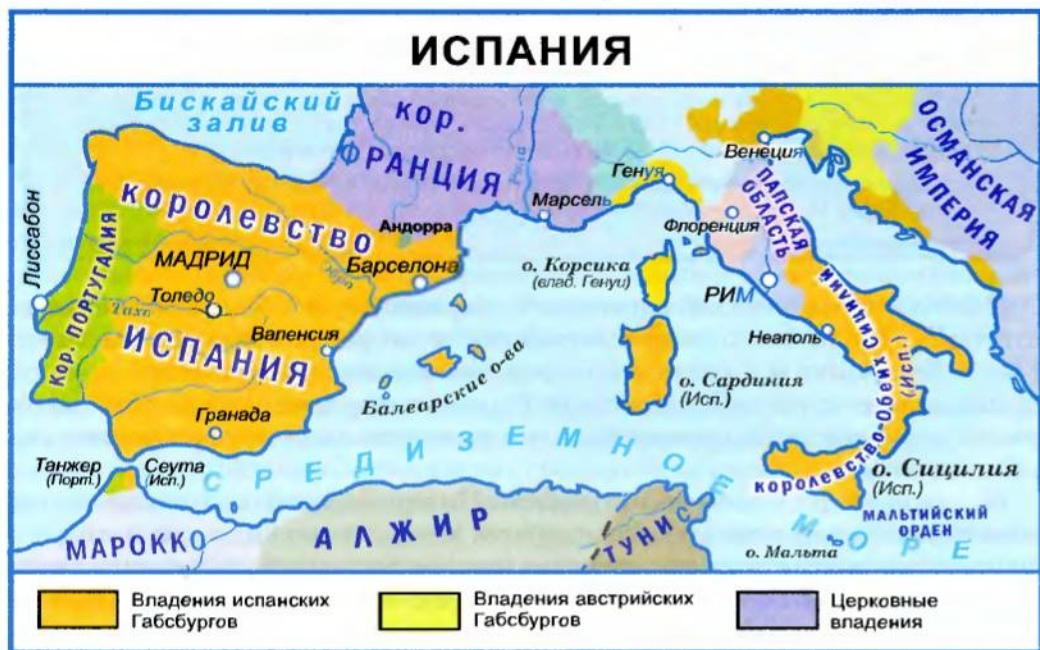 ИСПАНИЯ
Бискайский
залив
кор.
ФРАНЦИЯ
Рона
ОСМАНСКАЯ
ИМПЕРИЯ
Венеция
Генуя
Марсель
Флоренция
ПАПСКАЯ
ОБЛАСТЬ
РИМ
Лиссабон
Кор. ПОРТУГАЛИЯ
КОРОЛЕВСТВО
ИСПАНИЯ
Андорра
МАДРИД
Эбро
Барселона
Толедо
Тахо
Валенсия
Гранада
Балеарские о-ва
о. Корсика
(влад. Генуи)
о. Сардиния
(Исп.)
Неаполь
королевство Обеих Сицилий
(Исп.)
о. Сицилия
(Исп.)
МАЛЬТИЙСКИЙ
ОРДЕН
о. Мальта
Танжер
(Порт.)
Сеута
(Исп.)
СРЕДИЗЕМНОЕ
МОРЕ
МАРОККО
АЛЖИР
ТУНИС
Владения испанских
Габсбургов
Владения австрийских
Габсбургов
Церковные
владения